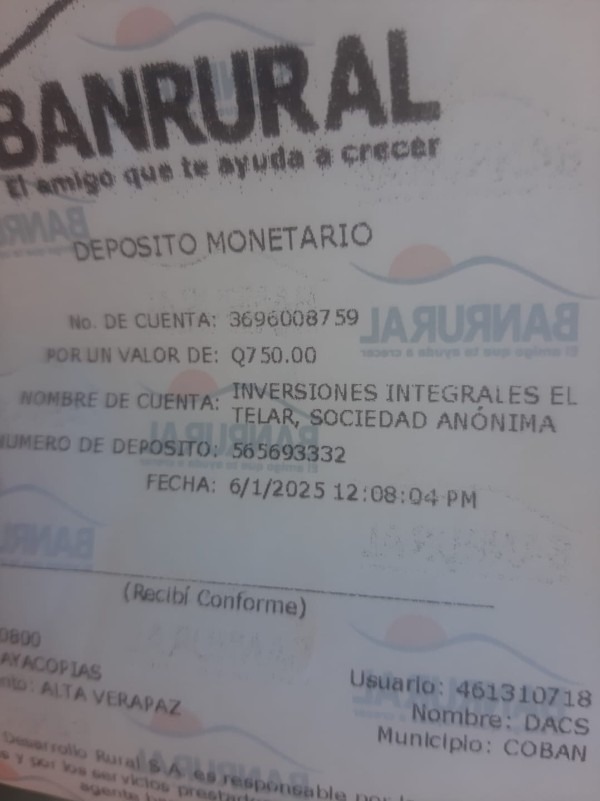 BANRURAL
El amigo que te ayuda a crecer
DEPOSITO MONETARIO
No. DE CUENTA: 3696008759
POR UN VALOR DE: Q750.00
NOMBRE DE CUENTA: INVERSIONES INTEGRALES EL
TELAR, SOCIEDAD ANÓNIMA
NUMERO DE DEPOSITO: 565693332
FECHA: 6/1/2025 12:08:04 PM
(Recibí Conforme)
0800
AYACOPIAS
nto: ALTA VERAPAZ
Usuario: 461310718
Nombre: DACS
Municipio: COBAN
Desarrollo Rural S.A. es responsable por
s y por los servicios
agente